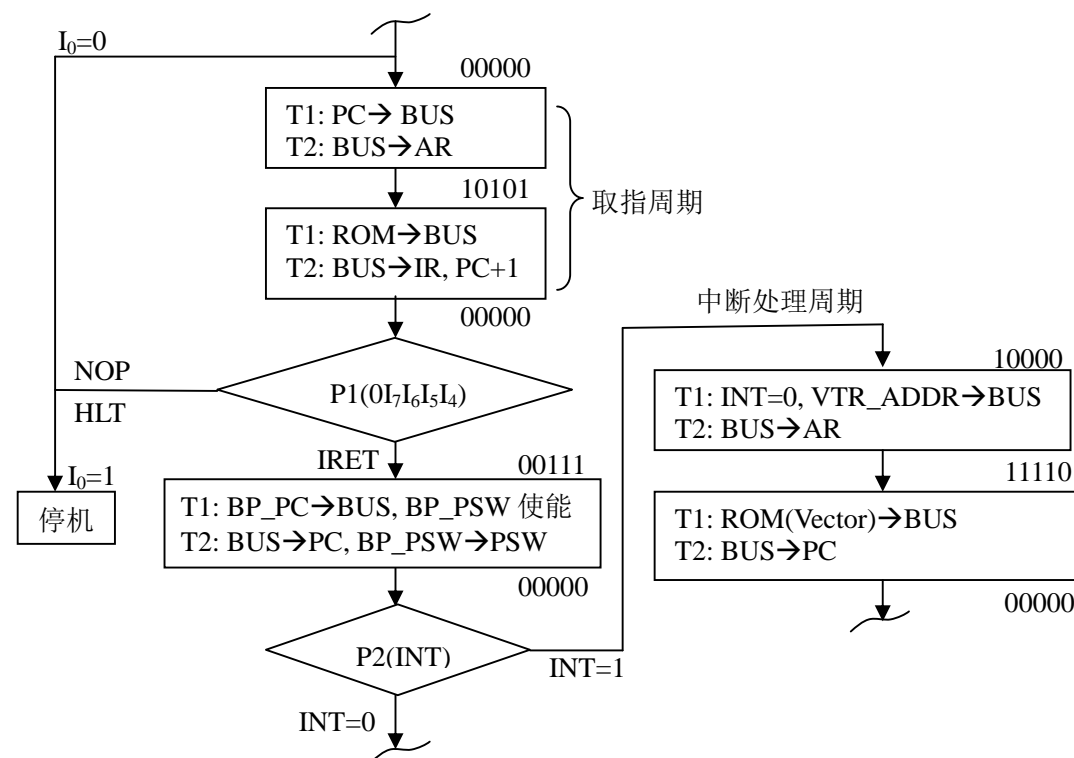 I₀=0
00000
T1: PC→ BUS
T2: BUS→AR
10101
取指周期
T1: ROM→BUS
T2: BUS→IR, PC+1
00000
中断处理周期
NOP
P1(0I₇I₆I₅I₄)
HLT
10000
T1: INT=0, VTR_ADDR→BUS
T2: BUS→AR
IRET
00111
I₀=1
停机
T1: BP_PC→BUS, BP_PSW 使能
T2: BUS→PC, BP_PSW→PSW
11110
T1: ROM(Vector)→BUS
T2: BUS→PC
00000
00000
P2(INT)
INT=1
INT=0